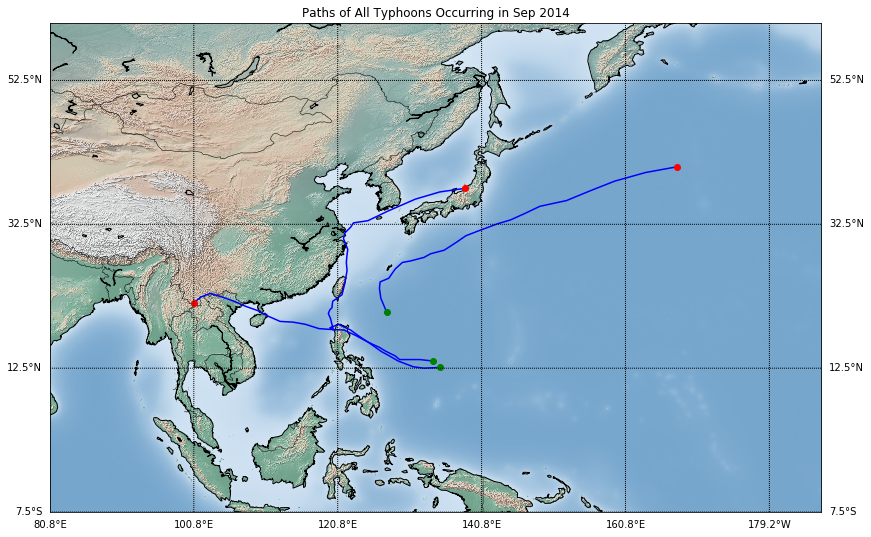 Paths of All Typhoons Occurring in Sep 2014
52.5°N 52.5°N
32.5°N 32.5°N
12.5°N 12.5°N
7.5°S 7.5°S
80.8°E 100.8°E 120.8°E 140.8°E 160.8°E 179.2°W